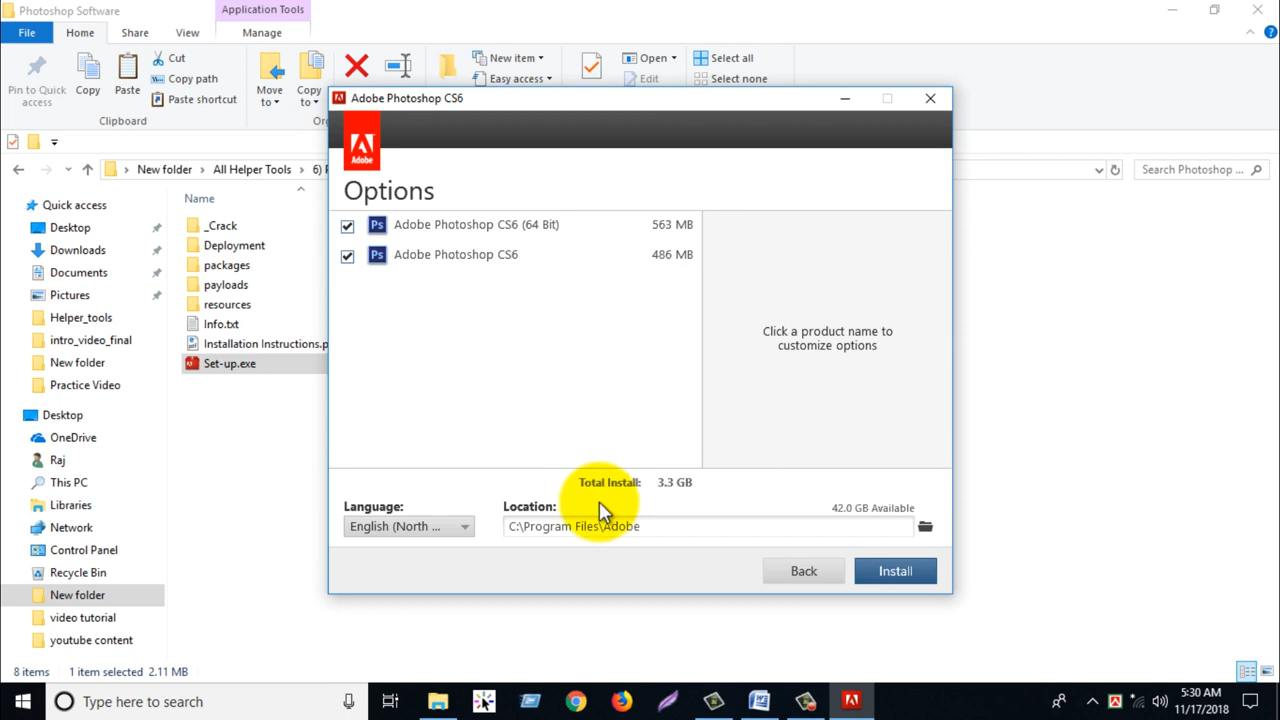 Photoshop Software
Application Tools
File
Home
Share
View
Manage
Pin to Quick
access
Copy
Paste
Cut
Copy path
Paste shortcut
Clipboard
Move
to
Copy
to
Org
New item
Easy access
Open
Edit
Select all
Select none
New folder
All Helper Tools
6) P
Search Photoshop ...
Quick access
Desktop
Downloads
Documents
Pictures
Helper_tools
intro_video_final
New folder
Practice Video
Desktop
OneDrive
Raj
This PC
Libraries
Network
Control Panel
Recycle Bin
New folder
video tutorial
youtube content
Name
_Crack
Deployment
packages
payloads
resources
Info.txt
Installation Instructions.p
Set-up.exe
Adobe Photoshop CS6
Adobe
Options
Ps Adobe Photoshop CS6 (64 Bit) 563 MB
Ps Adobe Photoshop CS6 486 MB
Click a product name to
customize options
Total Install: 3.3 GB
Language:
English (North ...
Location:
42.0 GB Available
C:\Program Files\Adobe
Back
Install
8 items
1 item selected 2.11 MB
Type here to search
5:30 AM
11/17/2018